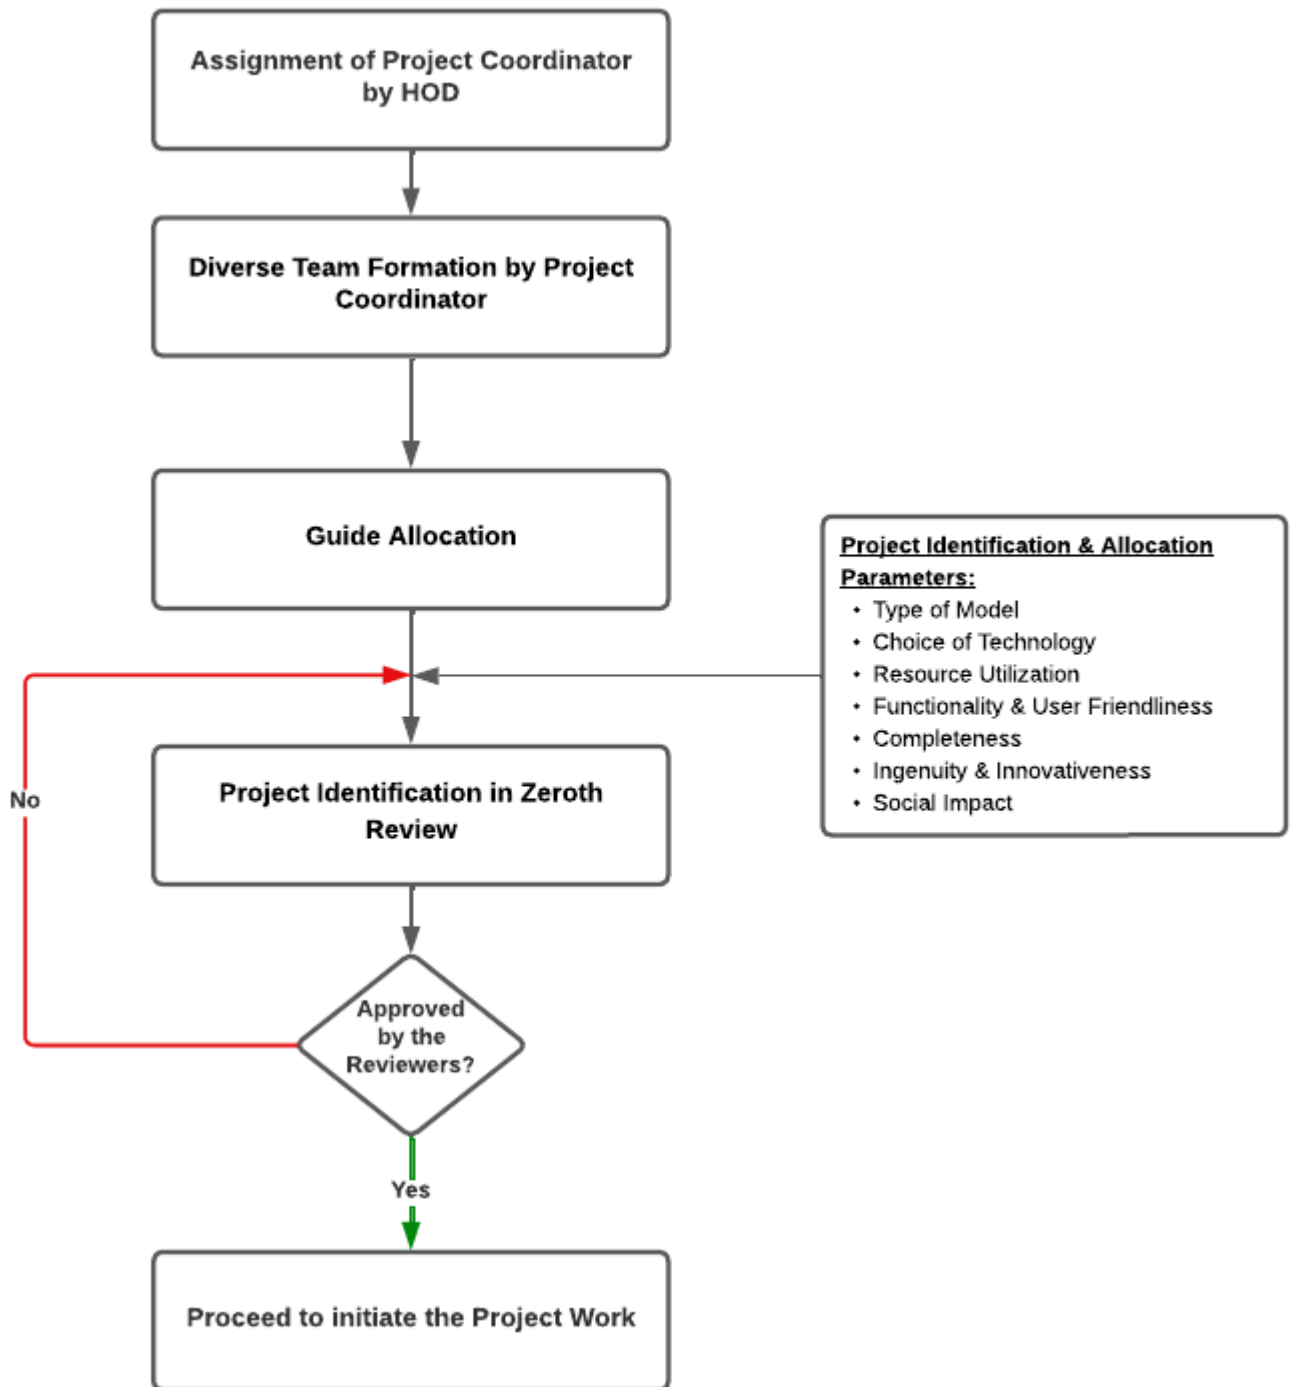 Assignment of Project Coordinator
by HOD
Diverse Team Formation by Project
Coordinator
Guide Allocation
Project Identification & Allocation
Parameters:
• Type of Model
• Choice of Technology
• Resource Utilization
• Functionality & User Friendliness
• Completeness
• Ingenuity & Innovativeness
• Social Impact
Project Identification in Zeroth
Review
No
Approved
by the
Reviewers?
Yes
Proceed to initiate the Project Work